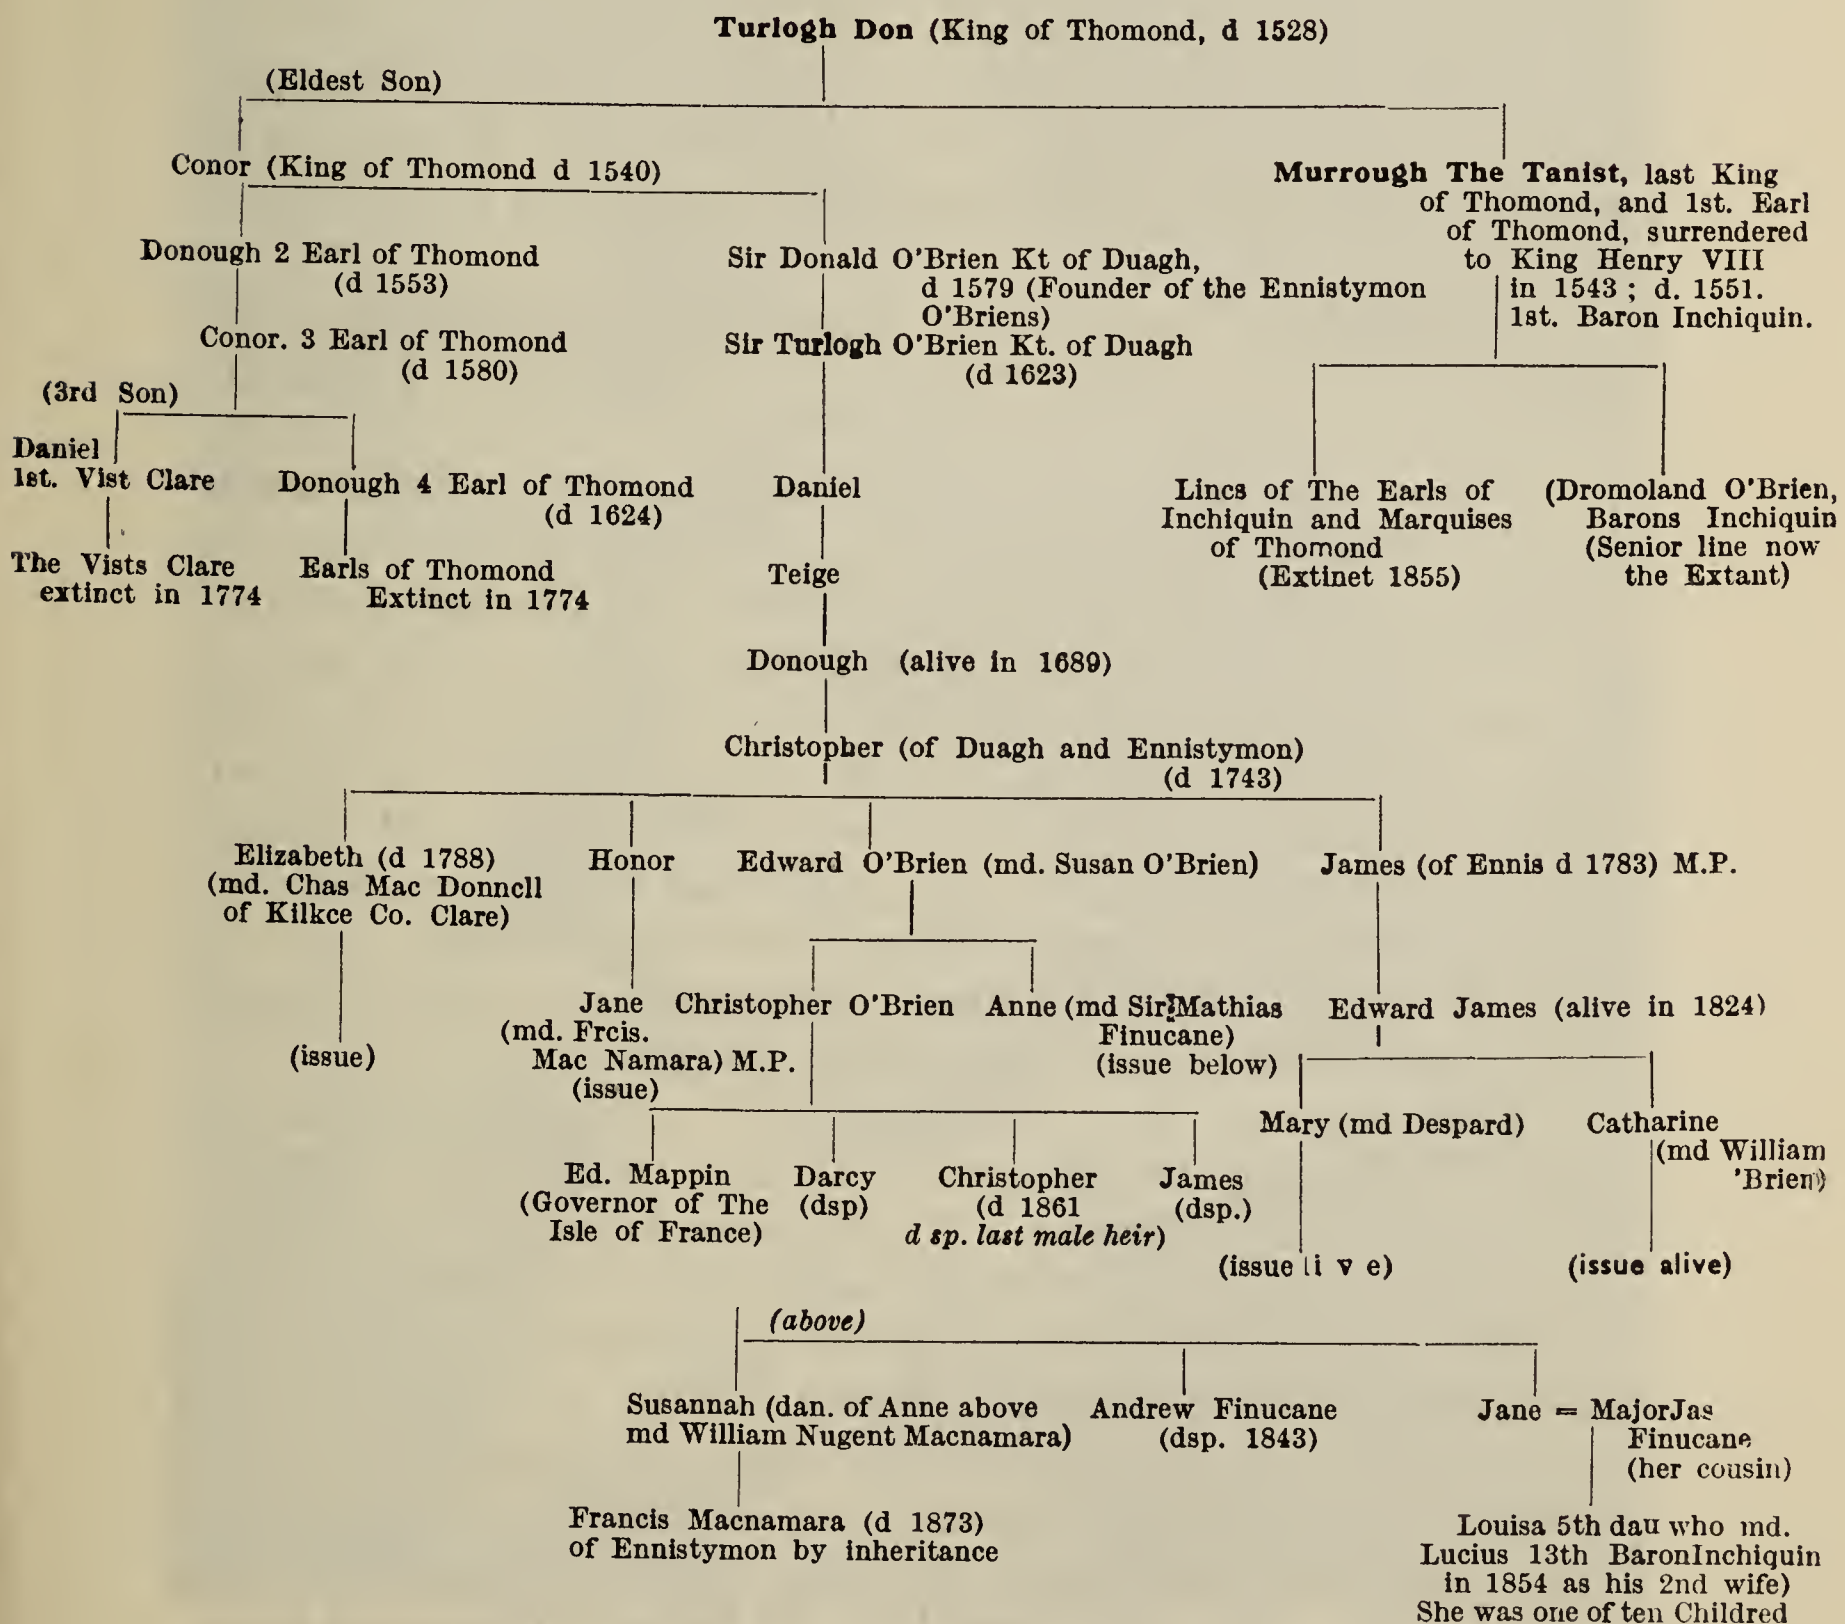 Turlogh Don (King of Thomond, d 1528)
(Eldest Son)
Conor (King of Thomond d 1540)
Murrough The Tanist, last King
of Thomond, and 1st. Earl
of Thomond, surrendered
to King Henry VIII
in 1543 ; d. 1551.
1st. Baron Inchiquin.
Donough 2 Earl of Thomond
(d 1553)
Sir Donald O'Brien Kt of Duagh,
d 1579 (Founder of the Ennistymon
O'Briens)
Conor. 3 Earl of Thomond
(d 1580)
Sir Turlogh O'Brien Kt. of Duagh
(d 1623)
(3rd Son)
Daniel
1st. Vist Clare
Donough 4 Earl of Thomond
(d 1624)
Daniel
Lincs of The Earls of
Inchiquin and Marquises
of Thomond
(Extinet 1855)
(Dromoland O'Brien,
Barons Inchiquin
(Senior line now
the Extant)
The Vists Clare
extinct in 1774
Earls of Thomond
Extinct in 1774
Teige
Donough (alive in 1689)
Christopher (of Duagh and Ennistymon)
(d 1743)
Elizabeth (d 1788)
(md. Chas Mac Donncll
of Kilkce Co. Clare)
Honor
Edward O'Brien (md. Susan O'Brien)
James (of Ennis d 1783) M.P.
(issue)
Jane
(md. Frcis.
Mac Namara) M.P.
(issue)
Christopher O'Brien
Anne (md Sir Mathias
Finucane)
(issue below)
Edward James (alive in 1824)
Mary (md Despard)
Catharine
(md William
'Brien)
Ed. Mappin
(Governor of The
Isle of France)
Darcy
(dsp)
Christopher
(d 1861
d sp. last male heir)
James
(dsp.)
(issue li v e)
(issue alive)
(above)
Susannah (dan. of Anne above
md William Nugent Macnamara)
Andrew Finucane
(dsp. 1843)
Jane = MajorJas
Finucane
(her cousin)
Francis Macnamara (d 1873)
of Ennistymon by inheritance
Louisa 5th dau who md.
Lucius 13th BaronInchiquin
in 1854 as his 2nd wife)
She was one of ten Childred